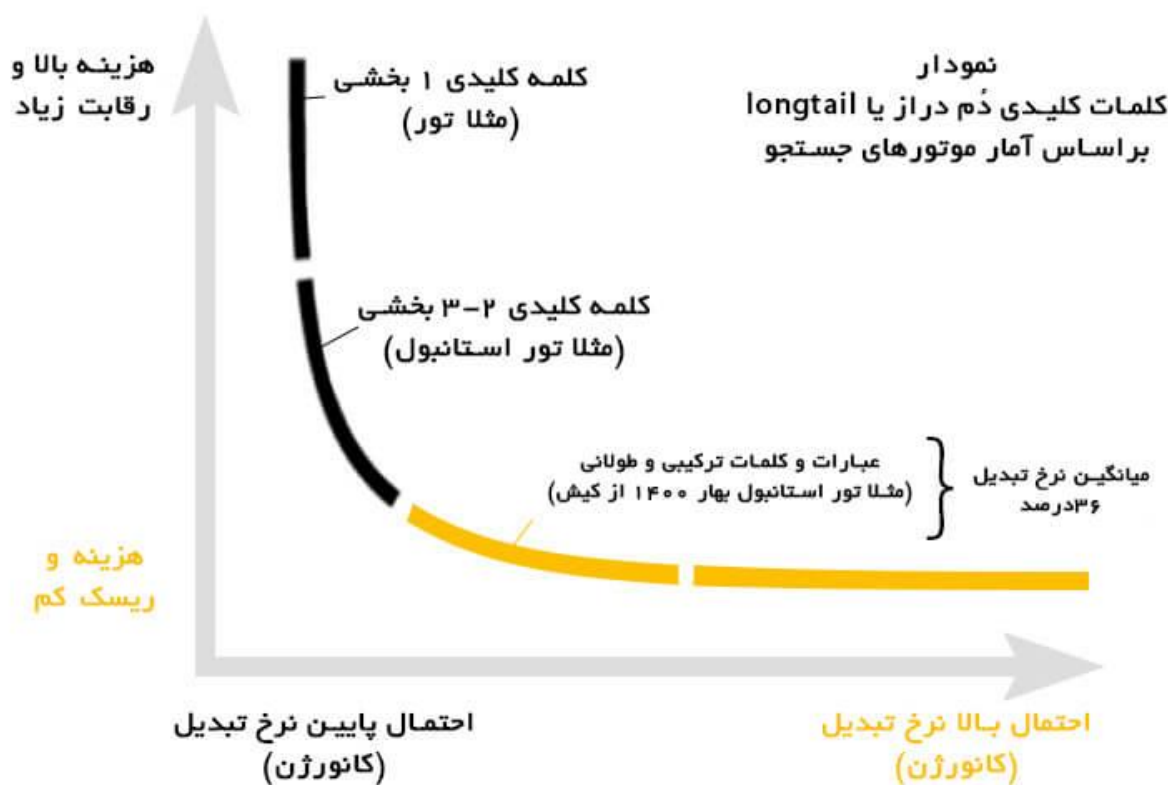 نمودار
کلمات کلیدی دُم دراز یا longtail
براساس آمار موتورهای جستجو
هزینه بالا و
رقابت زیاد
کلمه کلیدی ۱ بخشی
(مثلا تور)
کلمه کلیدی ۲-۳ بخشی
(مثلا تور استانبول)
عبارات و کلمات ترکیبی و طولانی
(مثلا تور استانبول بهار ۱۴۰۰ از کیش)
میانگین نرخ تبدیل
۳۶درصد
هزینه و
ریسک کم
احتمال پایین نرخ تبدیل
(کانورژن)
احتمال بالا نرخ تبدیل
(کانورژن)